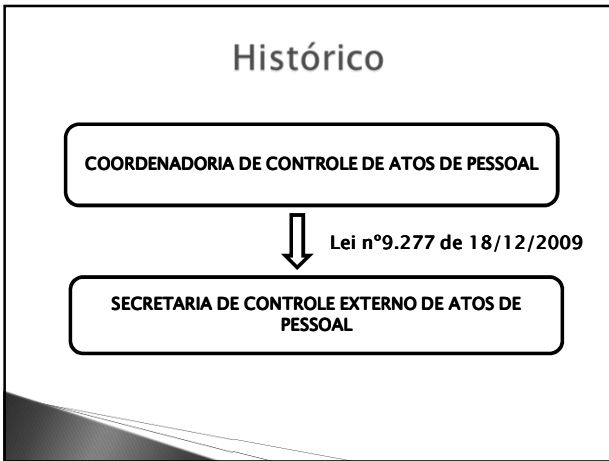 Histórico
COORDENADORIA DE CONTROLE DE ATOS DE PESSOAL
Lei nº9.277 de 18/12/2009
SECRETARIA DE CONTROLE EXTERNO DE ATOS DE
PESSOAL